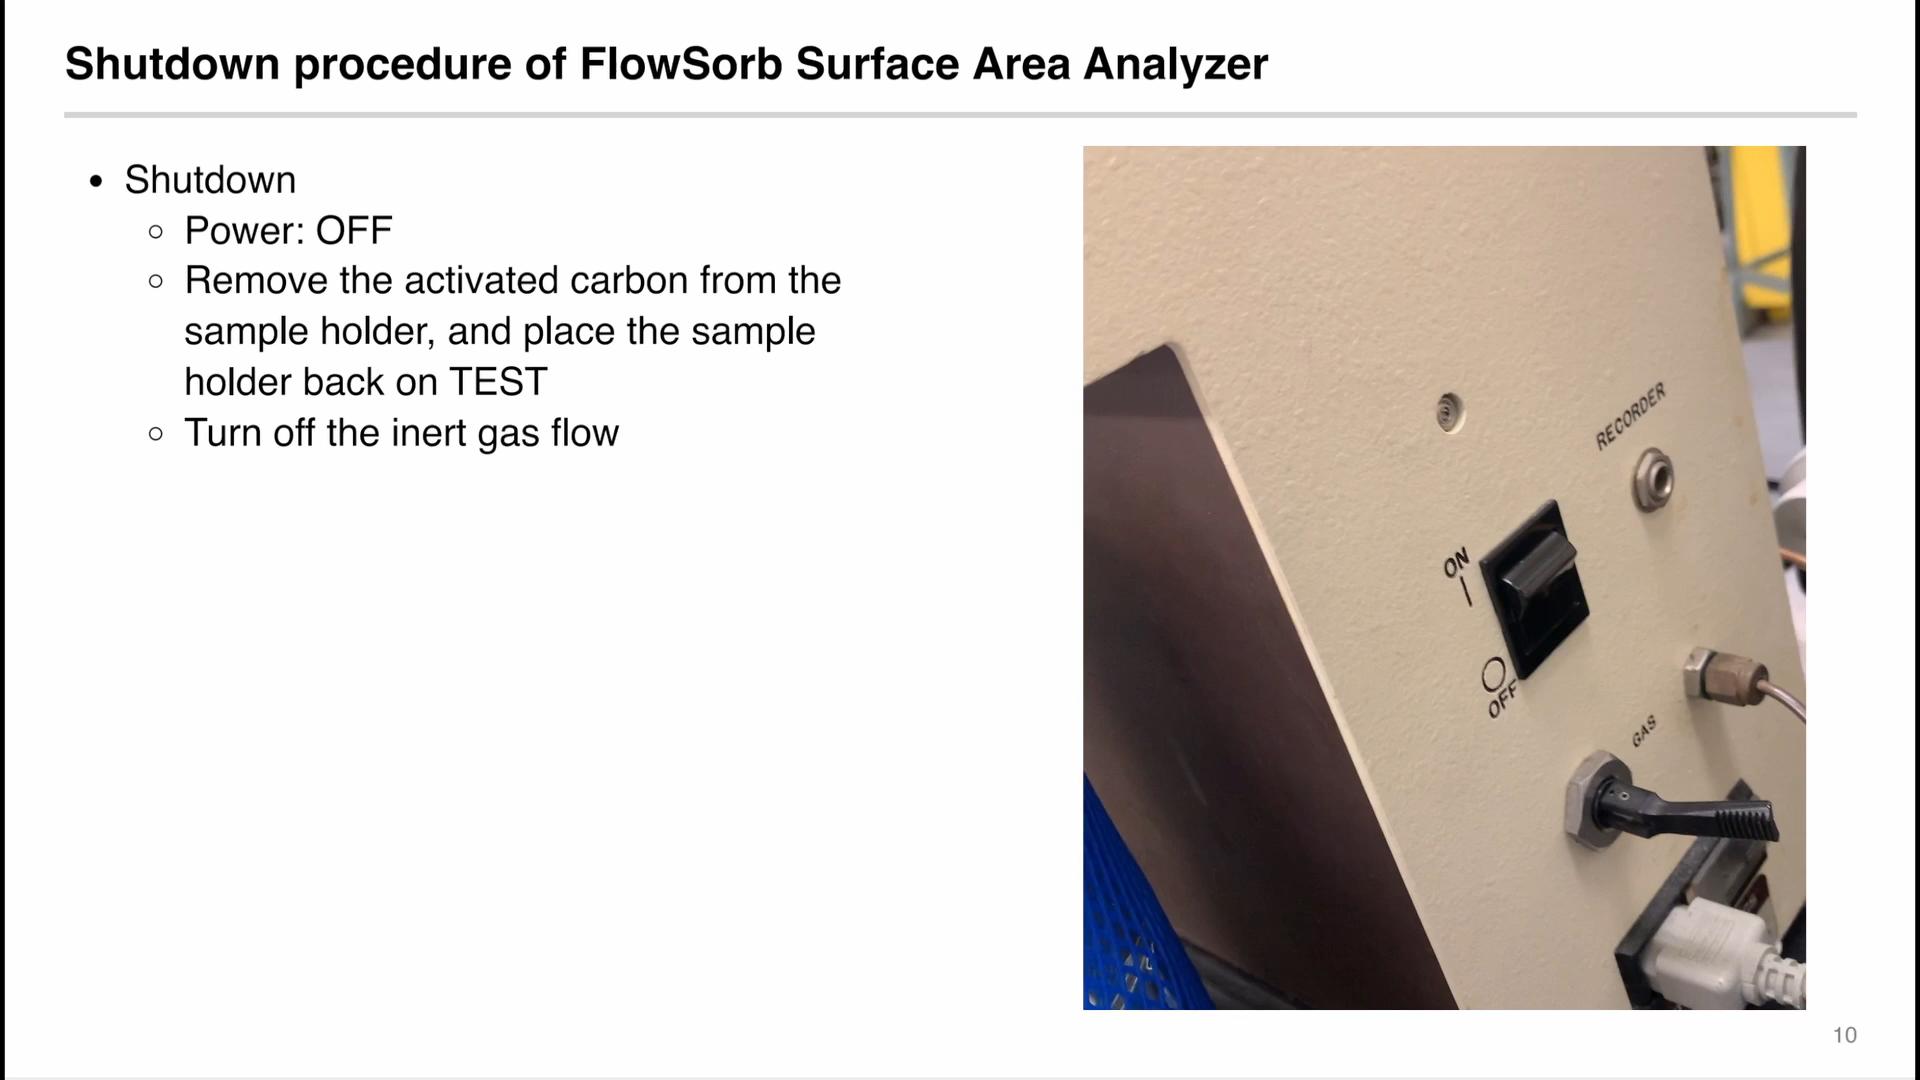 Shutdown procedure of FlowSorb Surface Area Analyzer
• Shutdown
○ Power: OFF
○ Remove the activated carbon from the
sample holder, and place the sample
holder back on TEST
○ Turn off the inert gas flow
RECORDER
ON
|
○
OFF
GAS
10